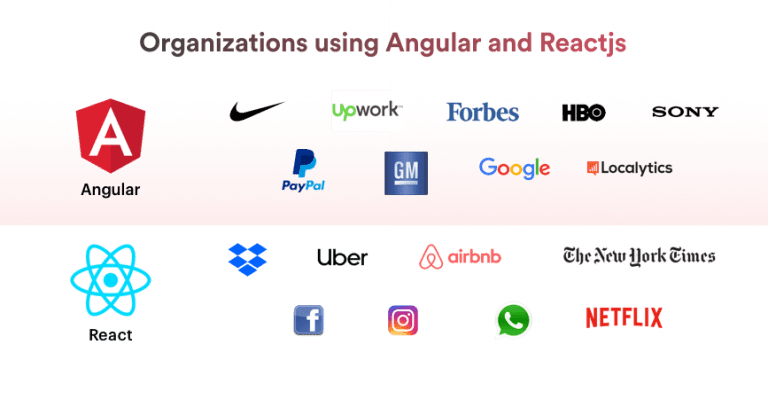 Organizations using Angular and Reactjs
A
Upwork™ Forbes HBO SONY
Angular
PayPal GM Google Localytics
Uber airbnb The New York Times
React
f NETFLIX